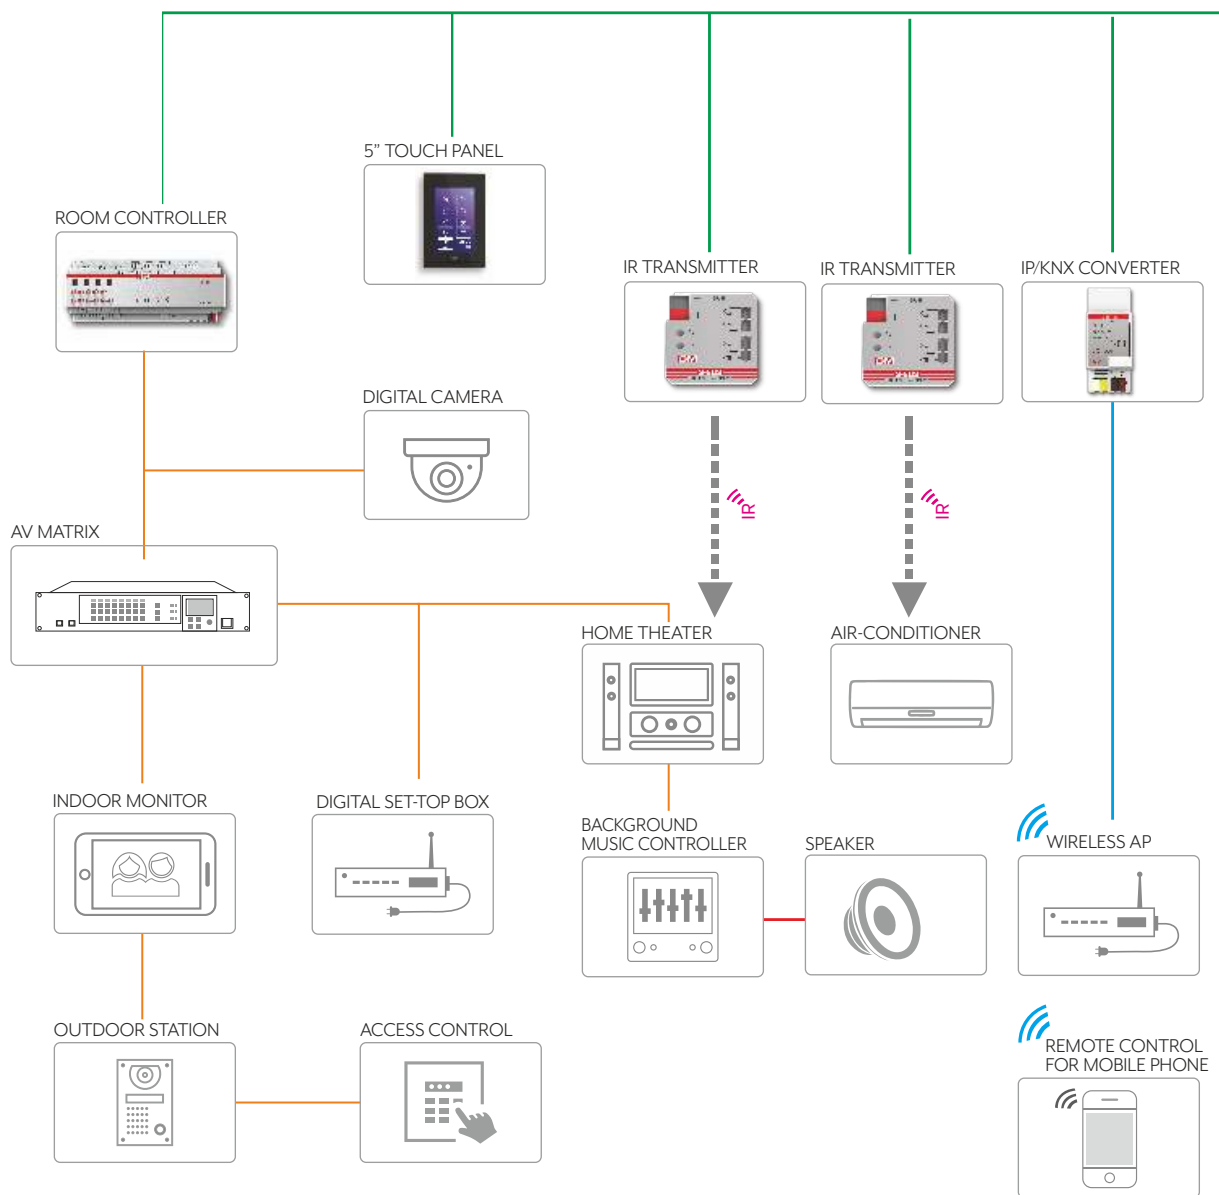 5” TOUCH PANEL
ROOM CONTROLLER
IR TRANSMITTER
IR TRANSMITTER
IP/KNX CONVERTER
DIGITAL CAMERA
IR
IR
AV MATRIX
HOME THEATER
AIR-CONDITIONER
INDOOR MONITOR
DIGITAL SET-TOP BOX
BACKGROUND
MUSIC CONTROLLER
SPEAKER
WIRELESS AP
OUTDOOR STATION
ACCESS CONTROL
REMOTE CONTROL
FOR MOBILE PHONE